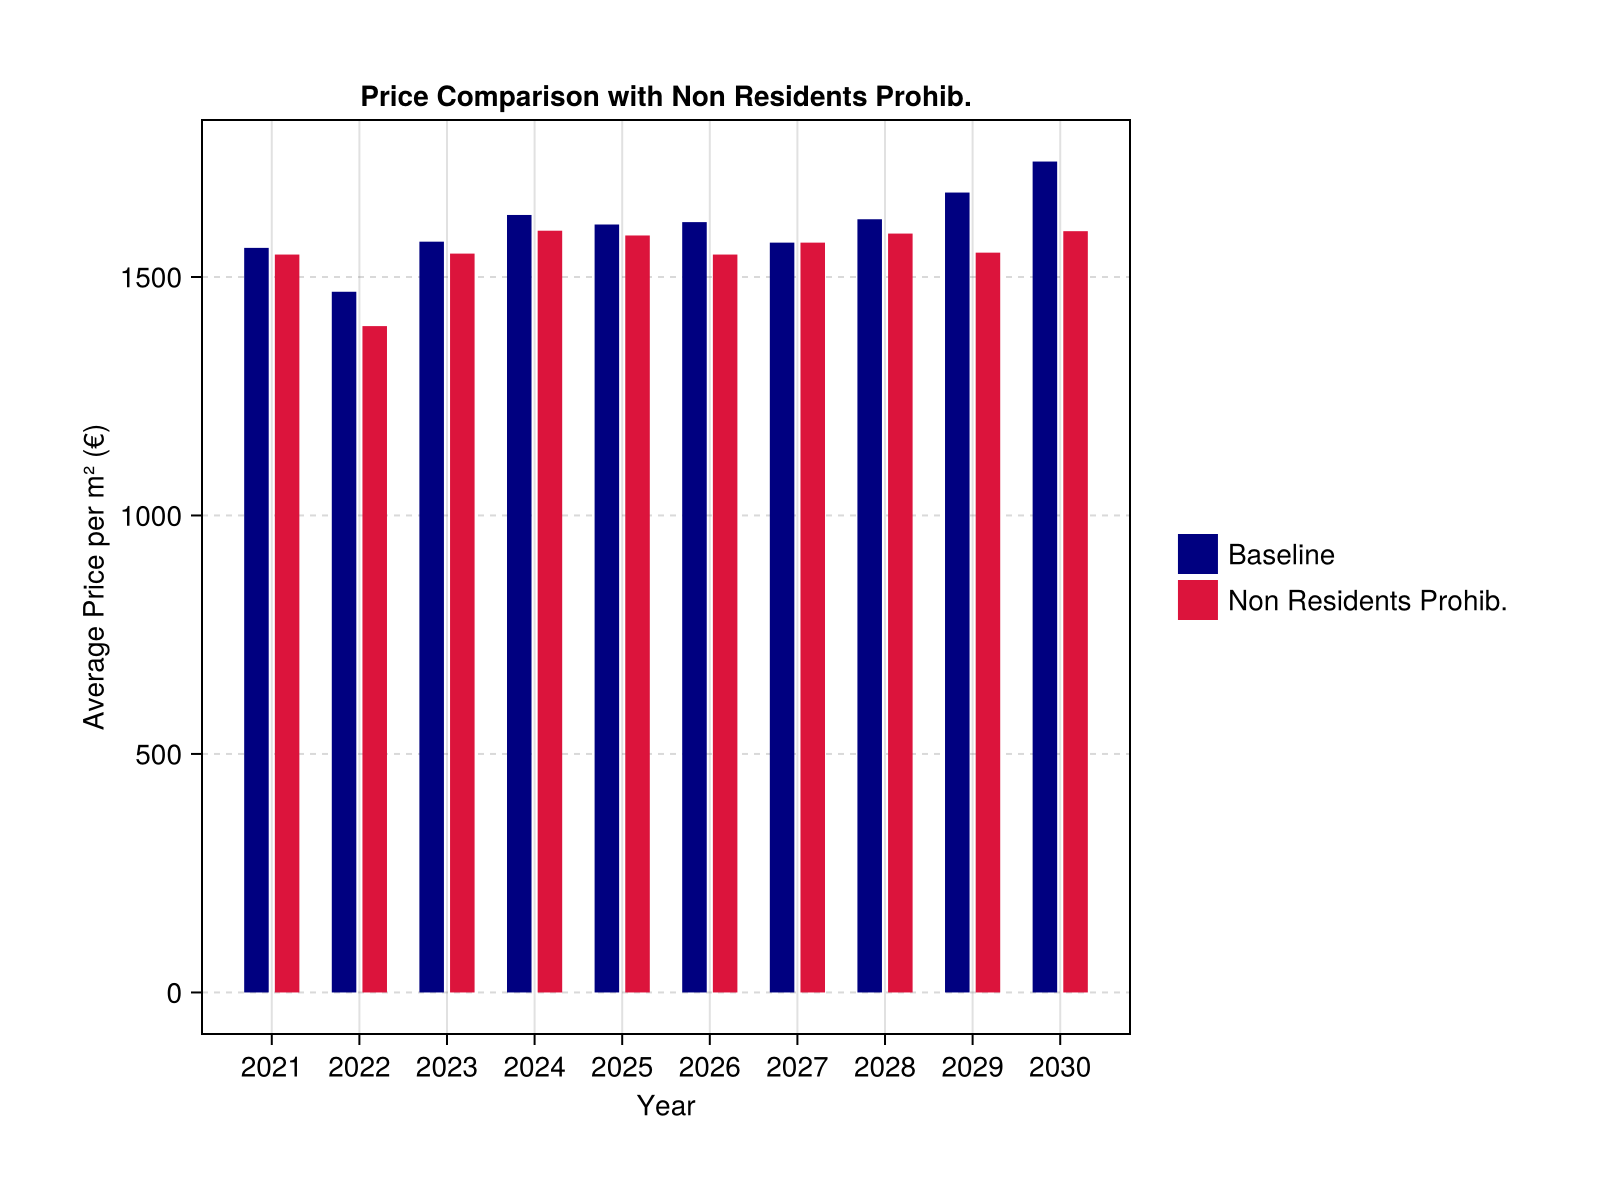 Price Comparison with Non Residents Prohib.
Average Price per m² (€)
1500
1000
500
0
2021 2022 2023 2024 2025 2026 2027 2028 2029 2030
Year
Baseline
Non Residents Prohib.